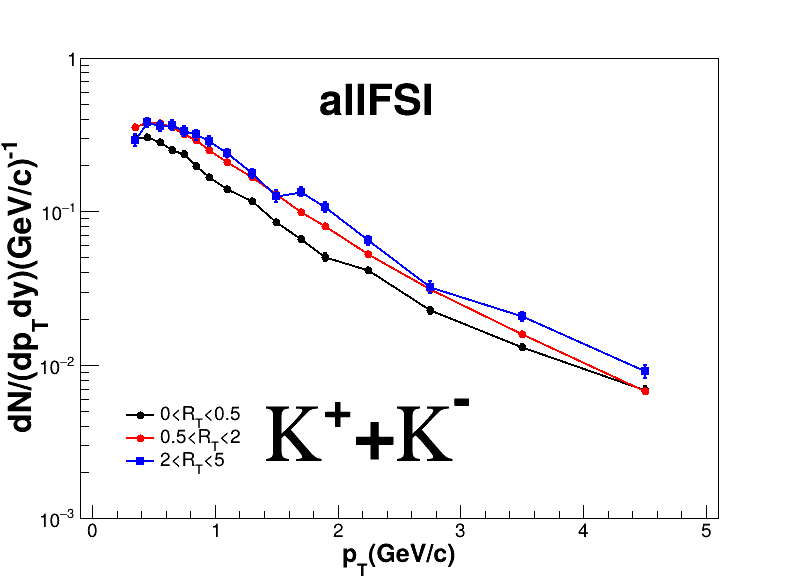 allFSI
dN/(dp_T dy)(GeV/c)^-1
1
10^-1
10^-2
10^-3
0<R_T<0.5
0.5<R_T<2
2<R_T<5
K^+ + K^-
0 1 2 3 4 5
p_T(GeV/c)